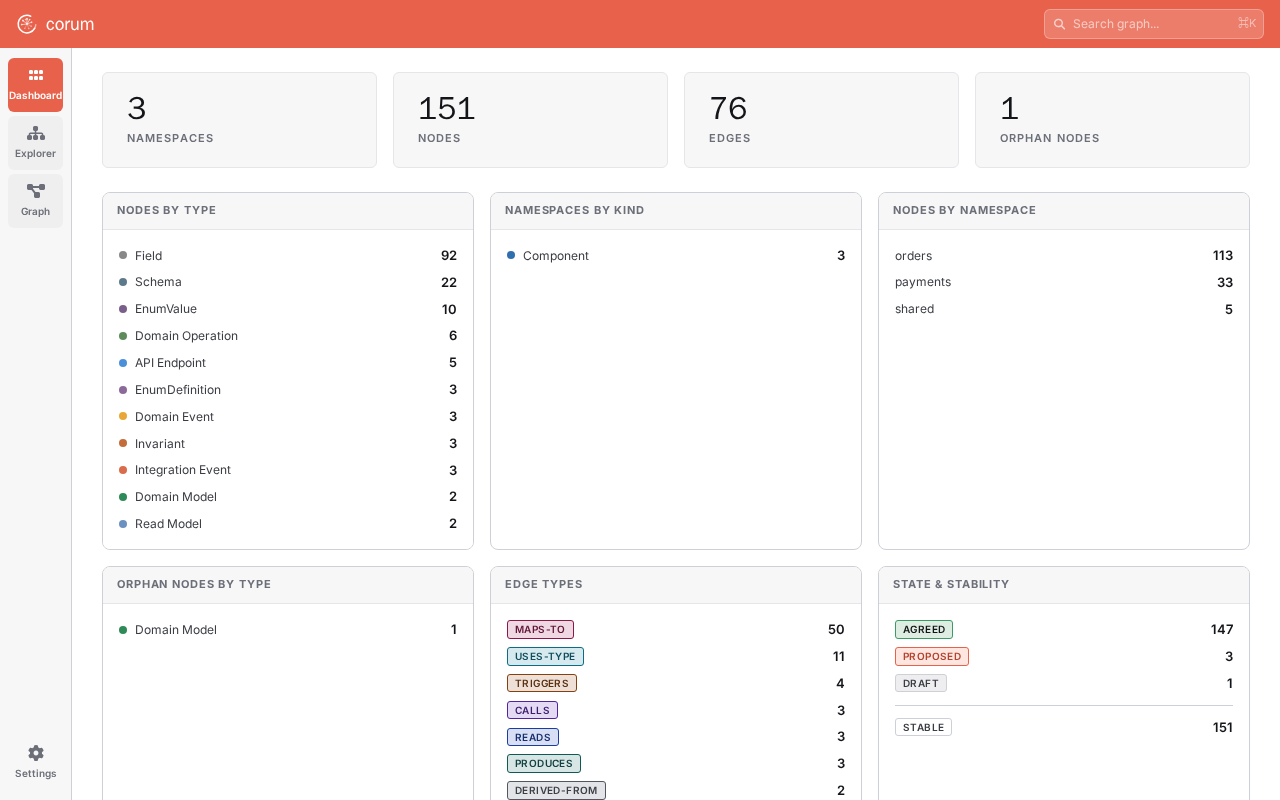 corum
Search graph...
⌘K
Dashboard
Explorer
Graph
Settings
3
NAMESPACES
151
NODES
76
EDGES
1
ORPHAN NODES
NODES BY TYPE
Field 92
Schema 22
EnumValue 10
Domain Operation 6
API Endpoint 5
EnumDefinition 3
Domain Event 3
Invariant 3
Integration Event 3
Domain Model 2
Read Model 2
NAMESPACES BY KIND
Component 3
NODES BY NAMESPACE
orders 113
payments 33
shared 5
ORPHAN NODES BY TYPE
Domain Model 1
EDGE TYPES
MAPS-TO 50
USES-TYPE 11
TRIGGERS 4
CALLS 3
READS 3
PRODUCES 3
DERIVED-FROM 2
STATE & STABILITY
AGREED 147
PROPOSED 3
DRAFT 1
STABLE 151